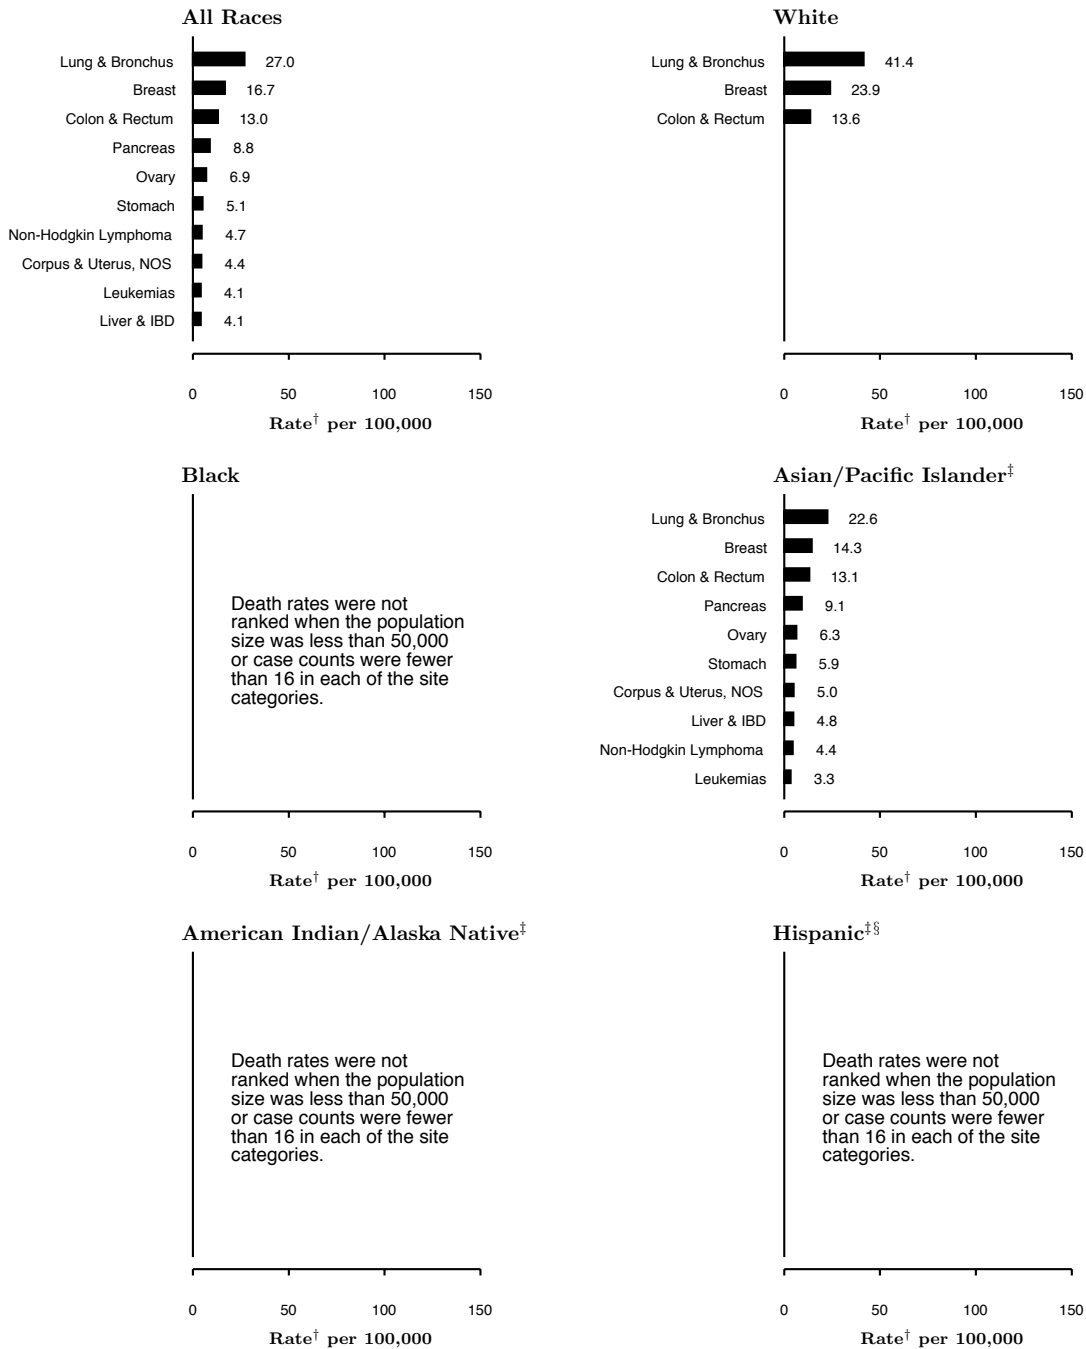 All Races
Lung & Bronchus 27.0
Breast 16.7
Colon & Rectum 13.0
Pancreas 8.8
Ovary 6.9
Stomach 5.1
Non-Hodgkin Lymphoma 4.7
Corpus & Uterus, NOS 4.4
Leukemias 4.1
Liver & IBD 4.1
0 50 100 150
Rate† per 100,000
White
Lung & Bronchus 41.4
Breast 23.9
Colon & Rectum 13.6
0 50 100 150
Rate† per 100,000
Black
Death rates were not
ranked when the population
size was less than 50,000
or case counts were fewer
than 16 in each of the site
categories.
0 50 100 150
Rate† per 100,000
Asian/Pacific Islander‡
Lung & Bronchus 22.6
Breast 14.3
Colon & Rectum 13.1
Pancreas 9.1
Ovary 6.3
Stomach 5.9
Corpus & Uterus, NOS 5.0
Liver & IBD 4.8
Non-Hodgkin Lymphoma 4.4
Leukemias 3.3
0 50 100 150
Rate† per 100,000
American Indian/Alaska Native‡
Death rates were not
ranked when the population
size was less than 50,000
or case counts were fewer
than 16 in each of the site
categories.
0 50 100 150
Rate† per 100,000
Hispanic‡§
Death rates were not
ranked when the population
size was less than 50,000
or case counts were fewer
than 16 in each of the site
categories.
0 50 100 150
Rate† per 100,000